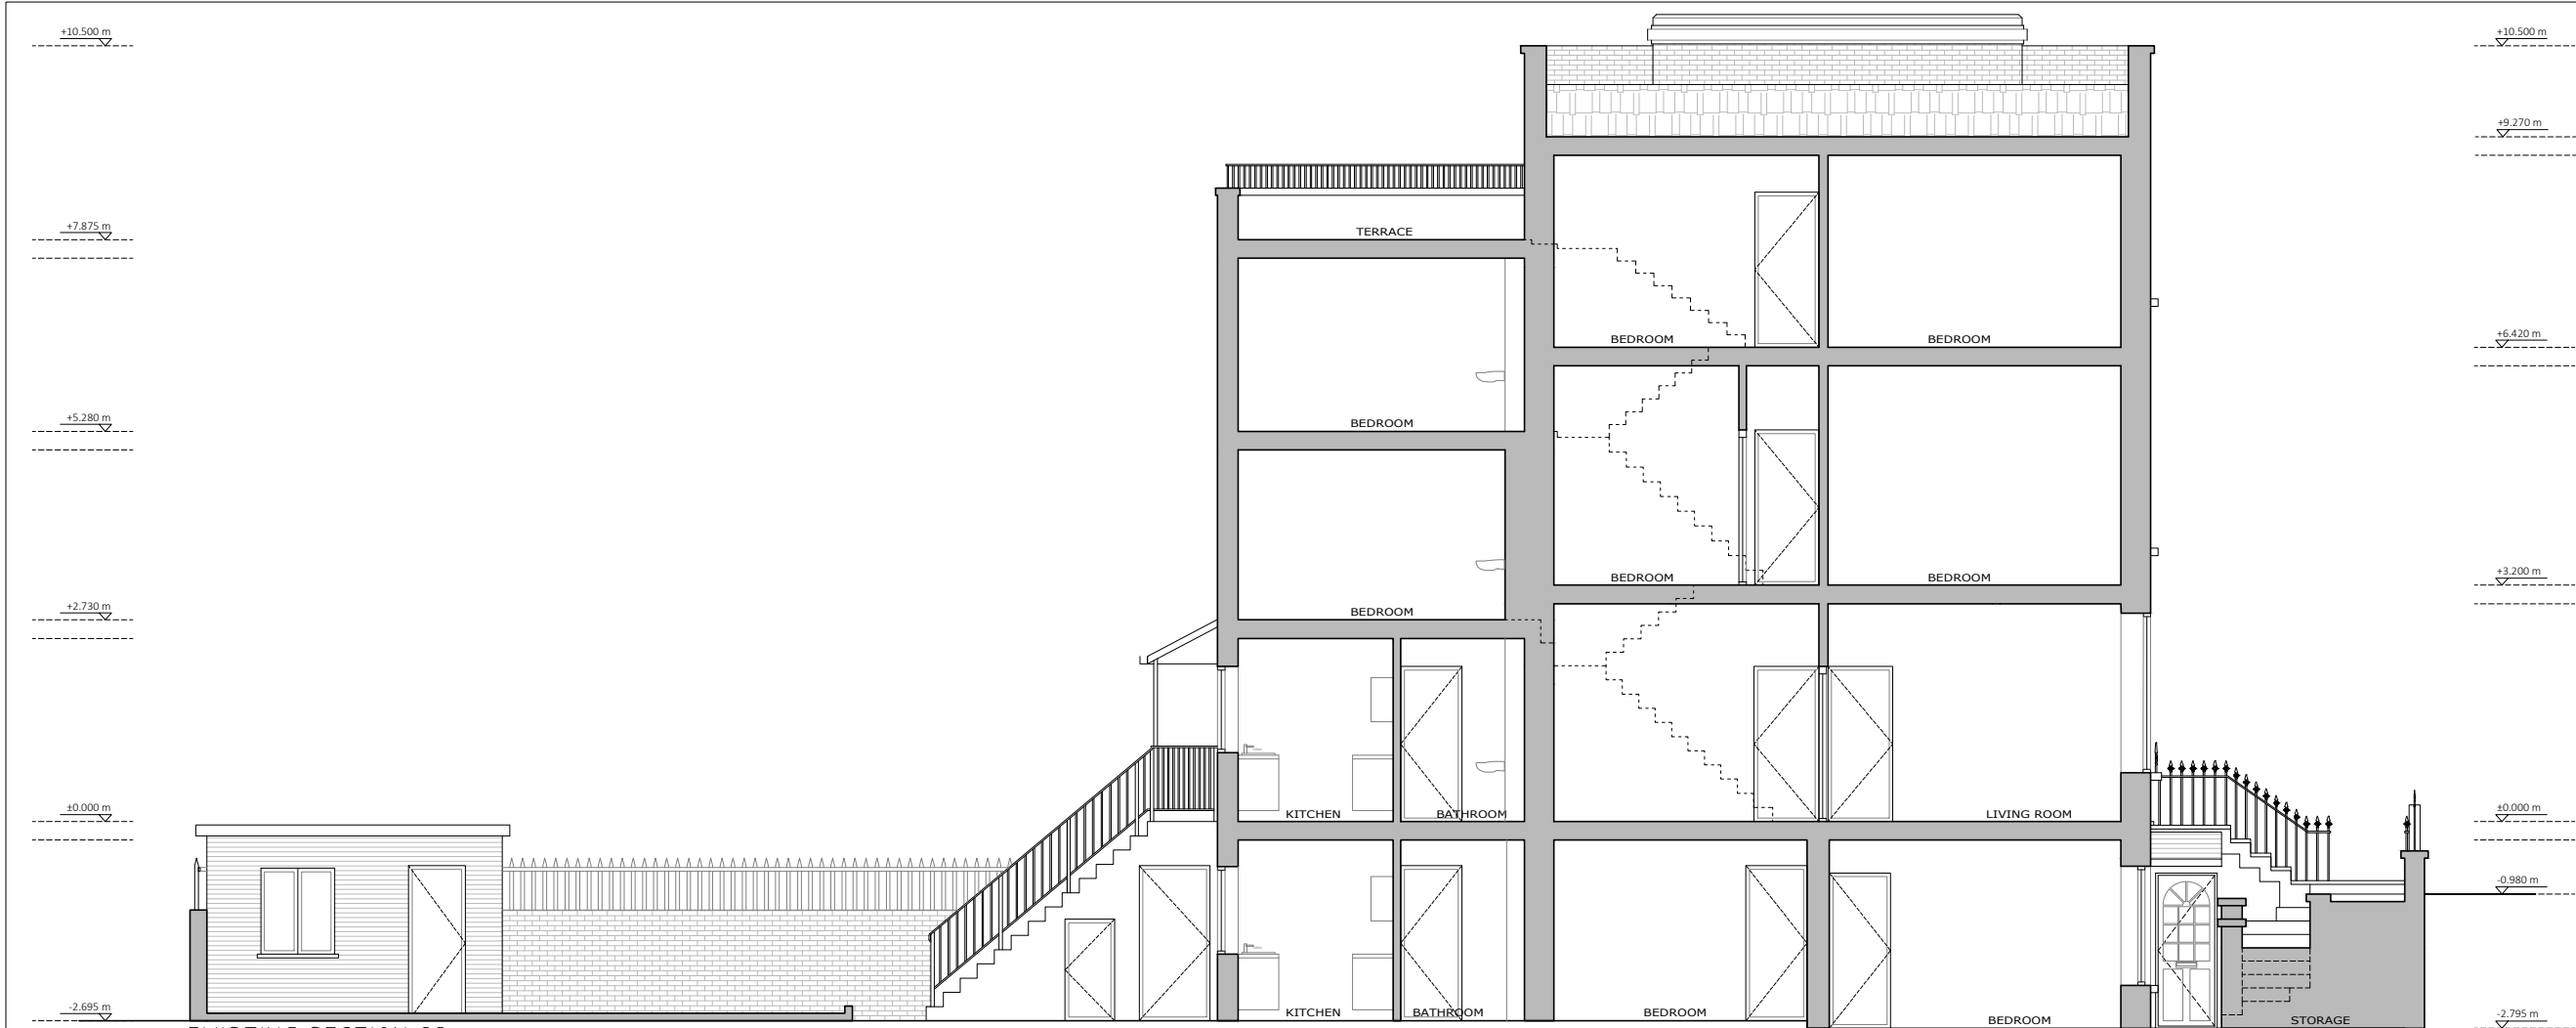 +10.500 m
+10.500 m
+9.270 m
+7.875 m
TERRACE
BEDROOM
BEDROOM
+6.420 m
+5.280 m
BEDROOM
BEDROOM
BEDROOM
+3.200 m
+2.730 m
BEDROOM
±0.000 m
KITCHEN
BATHROOM
LIVING ROOM
±0.000 m
-0.980 m
-2.695 m
KITCHEN
BATHROOM
BEDROOM
BEDROOM
STORAGE
-2.795 m